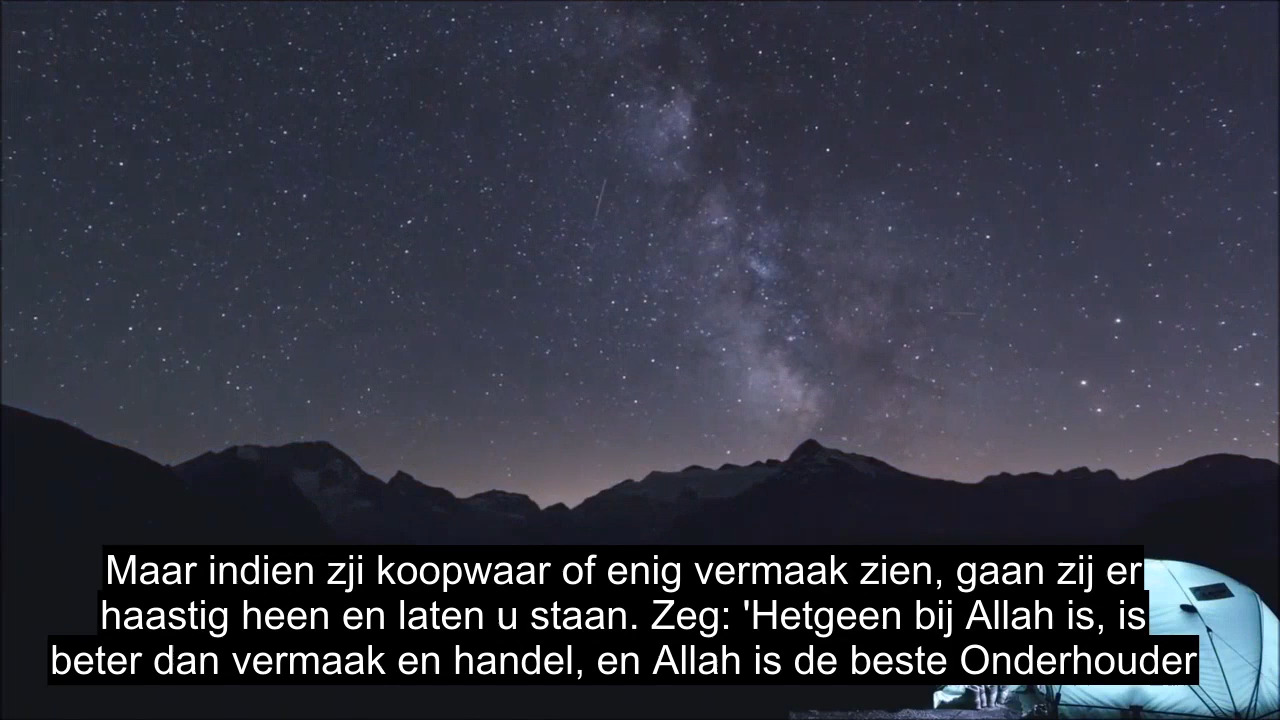 Maar indien zji koopwaar of enig vermaak zien, gaan zij er
haastig heen en laten u staan. Zeg: 'Hetgeen bij Allah is, is
beter dan vermaak en handel, en Allah is de beste Onderhouder